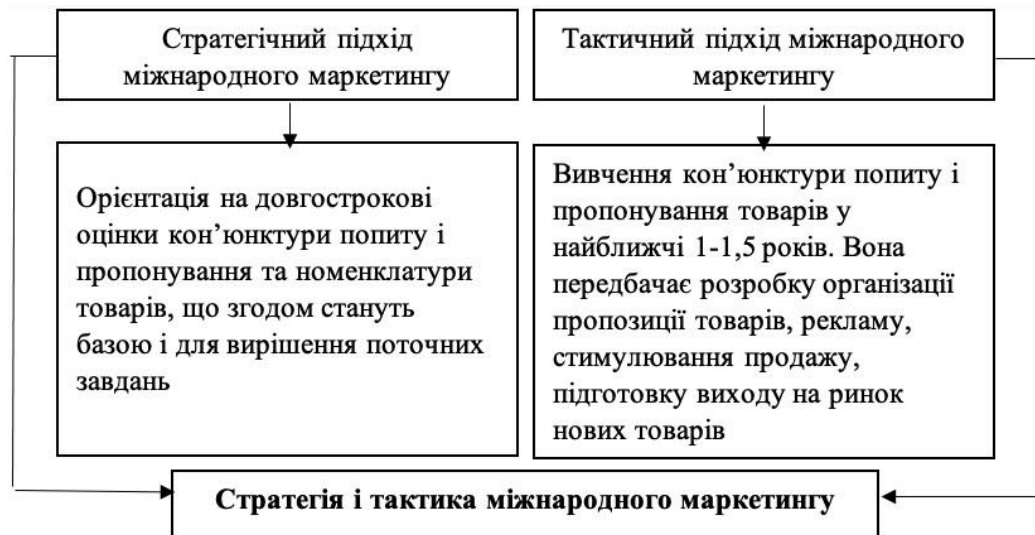 Стратегічний підхід
міжнародного маркетингу
Тактичний підхід міжнародного
маркетингу
Орієнтація на довгострокові
оцінки кон’юнктури попиту і
пропонування та номенклатури
товарів, що згодом стануть
базою і для вирішення поточних
завдань
Вивчення кон’юнктури попиту і
пропонування товарів у
найближчі 1-1,5 років. Вона
передбачає розробку організації
пропозиції товарів, рекламу,
стимулювання продажу,
підготовку виходу на ринок
нових товарів
Стратегія і тактика міжнародного маркетингу